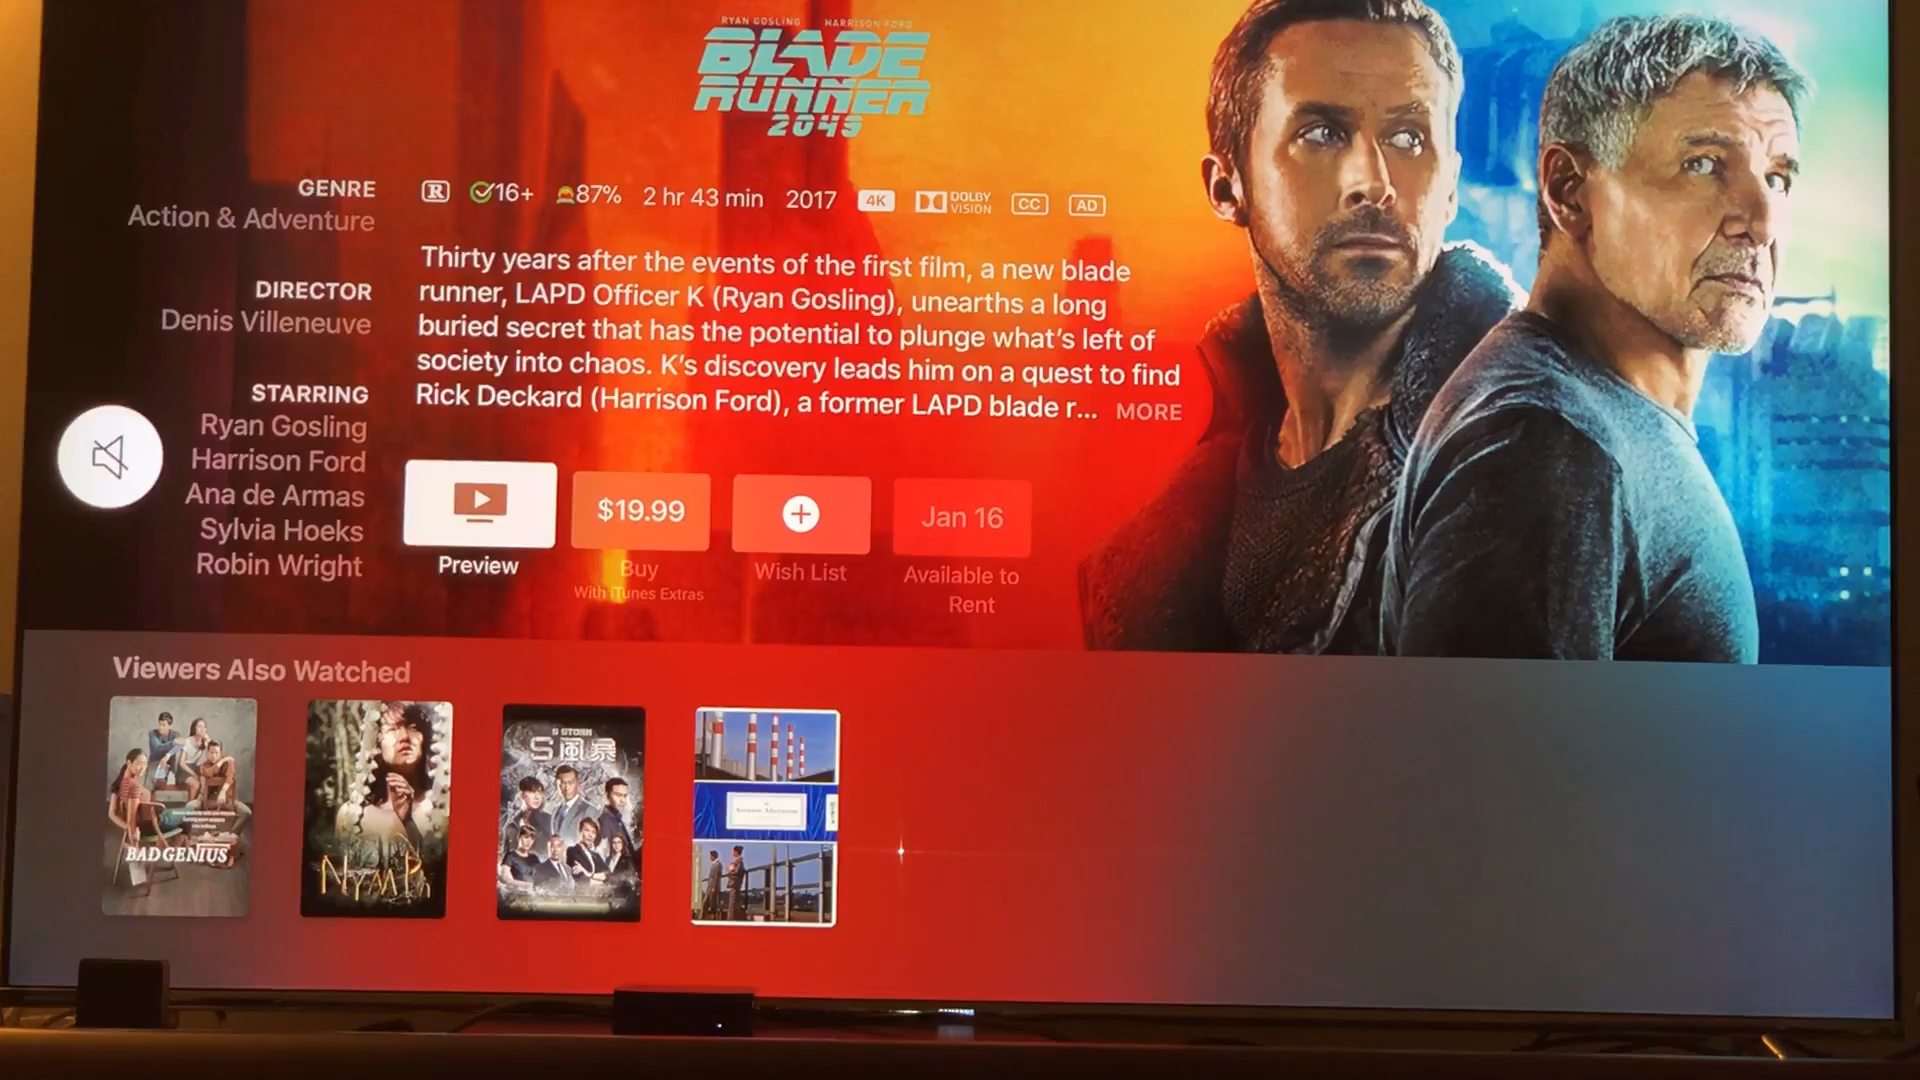 RYAN GOSLING HARRISON FORD
BLADE
RUNNER
2049
GENRE
Action & Adventure
DIRECTOR
Denis Villeneuve
STARRING
Ryan Gosling
Harrison Ford
Ana de Armas
Sylvia Hoeks
Robin Wright
R 16+ 87% 2 hr 43 min 2017 4K DOLBY VISION CC AD
Thirty years after the events of the first film, a new blade
runner, LAPD Officer K (Ryan Gosling), unearths a long
buried secret that has the potential to plunge what's left of
society into chaos. K's discovery leads him on a quest to find
Rick Deckard (Harrison Ford), a former LAPD blade r... MORE
$19.99
Jan 16
Preview
Buy
With iTunes Extras
Wish List
Available to
Rent
Viewers Also Watched
BAD GENIUS
NYMPH
S STORM
S風暴
SAMSUNG